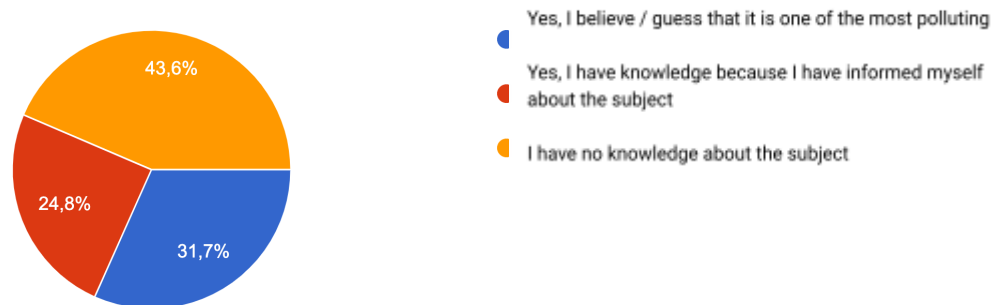 43,6%
24,8%
31,7%
Yes, I believe / guess that it is one of the most polluting
Yes, I have knowledge because I have informed myself
about the subject
I have no knowledge about the subject